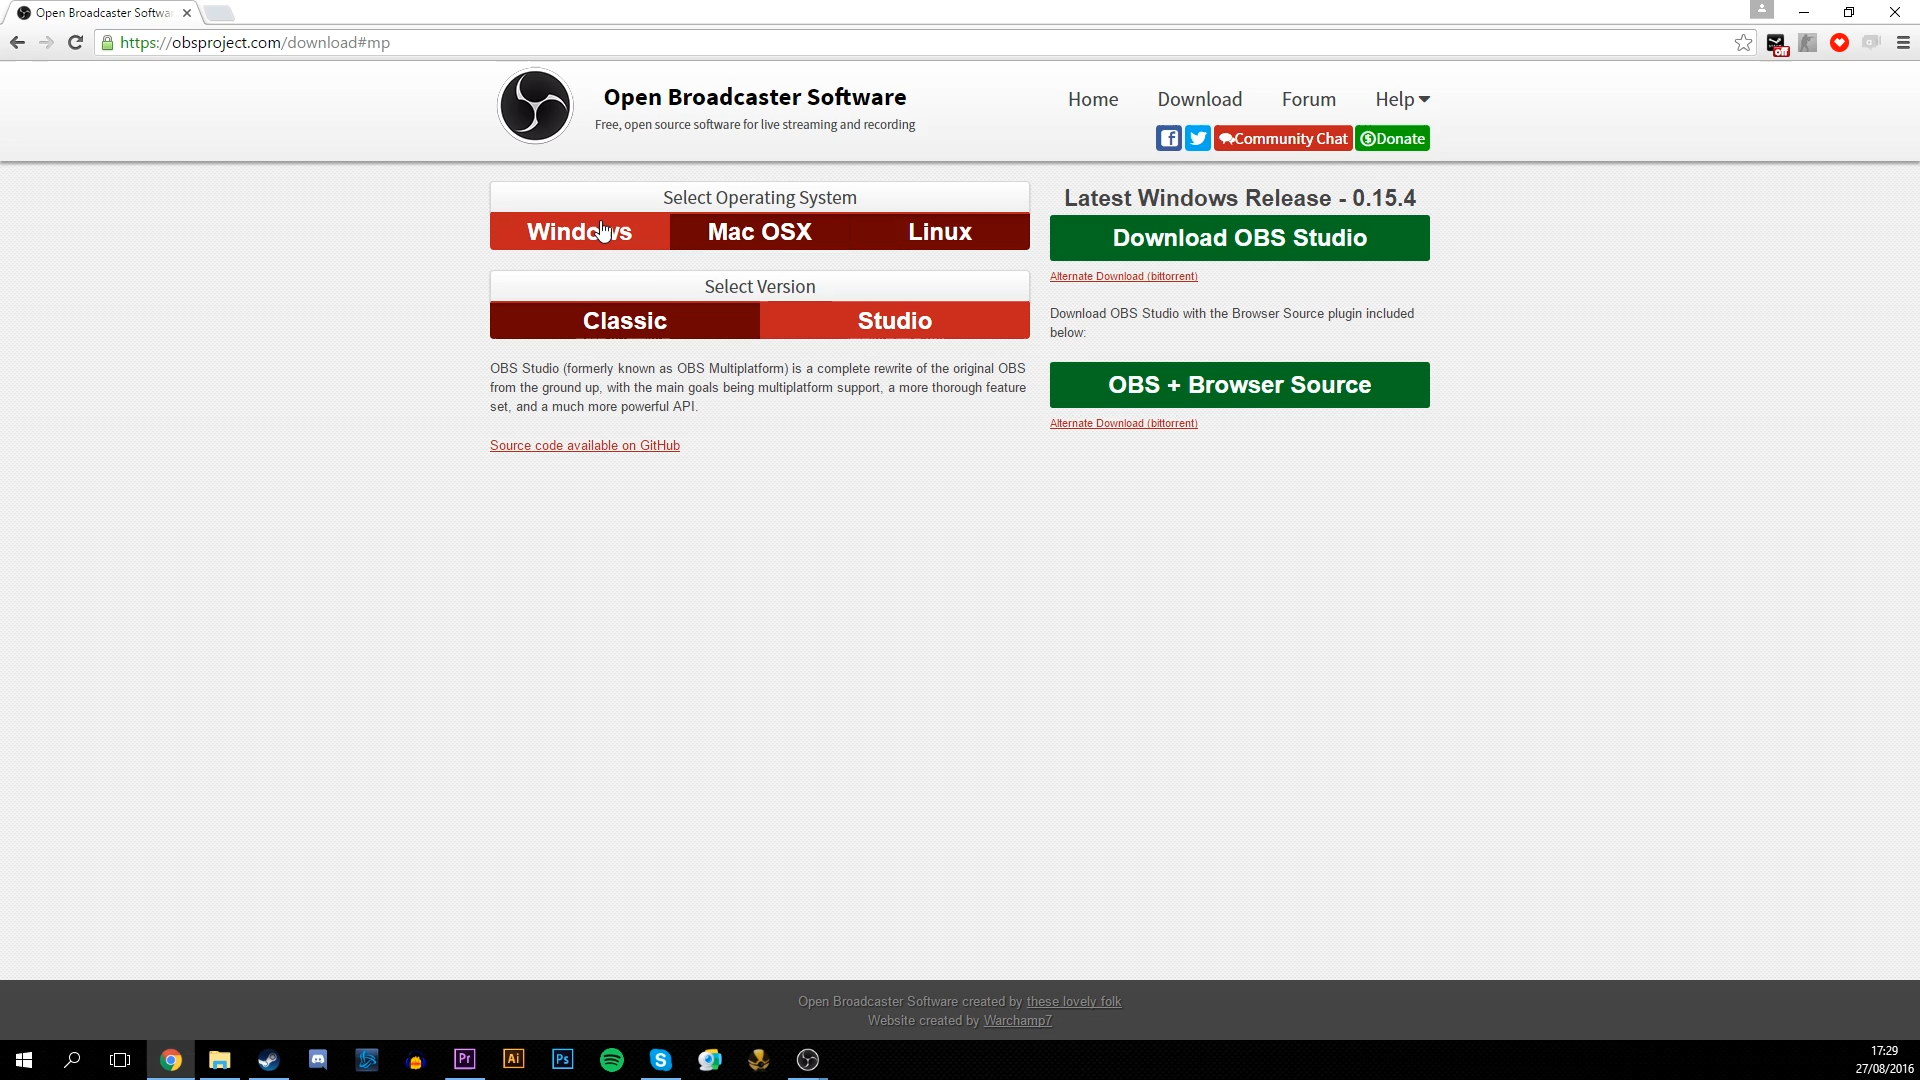 Open Broadcaster Softwa
https://obsproject.com/download#mp
off
Open Broadcaster Software
Free, open source software for live streaming and recording
Home Download Forum Help
Community Chat Donate
Select Operating System
Windows Mac OSX Linux
Select Version
Classic Studio
OBS Studio (formerly known as OBS Multiplatform) is a complete rewrite of the original OBS
from the ground up, with the main goals being multiplatform support, a more thorough feature
set, and a much more powerful API.
Source code available on GitHub
Latest Windows Release - 0.15.4
Download OBS Studio
Alternate Download (bittorrent)
Download OBS Studio with the Browser Source plugin included
below:
OBS + Browser Source
Alternate Download (bittorrent)
Open Broadcaster Software created by these lovely folk
Website created by Warchamp7
Pr Ai Ps
17:29
27/08/2016